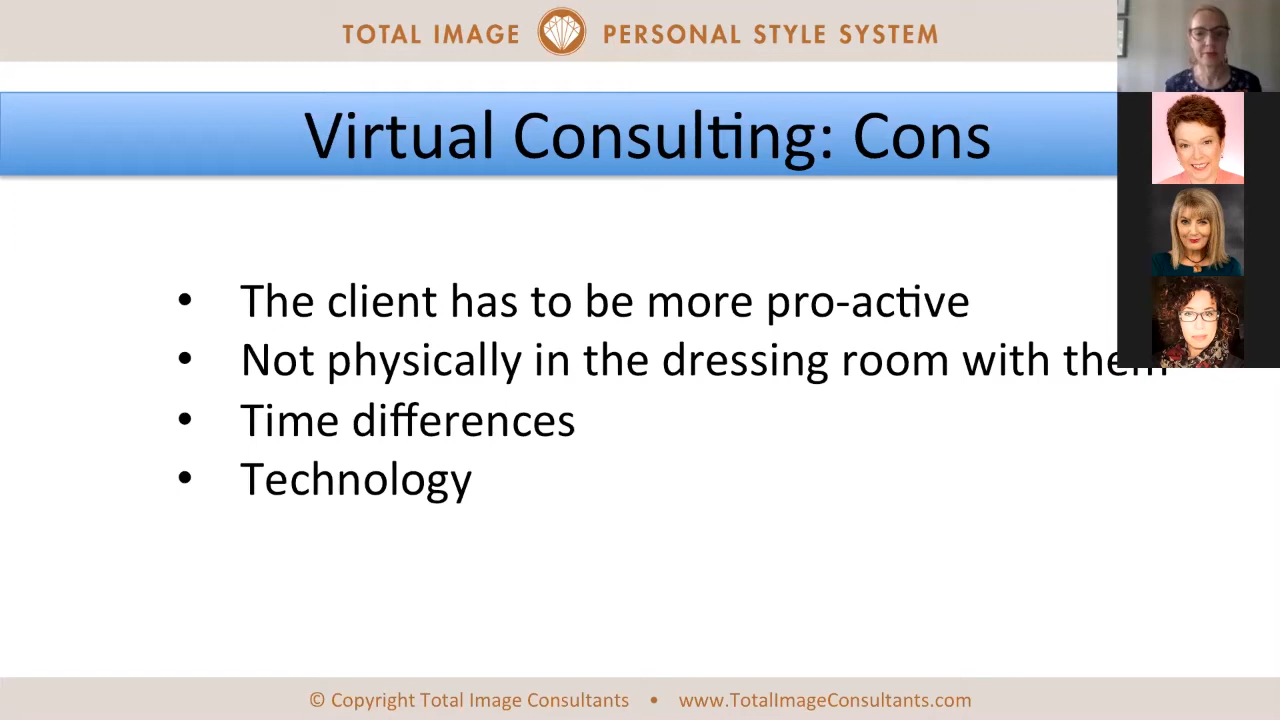 TOTAL IMAGE PERSONAL STYLE SYSTEM
Virtual Consulting: Cons
• The client has to be more pro-active
• Not physically in the dressing room with them
• Time differences
• Technology
© Copyright Total Image Consultants • www.TotalImageConsultants.com